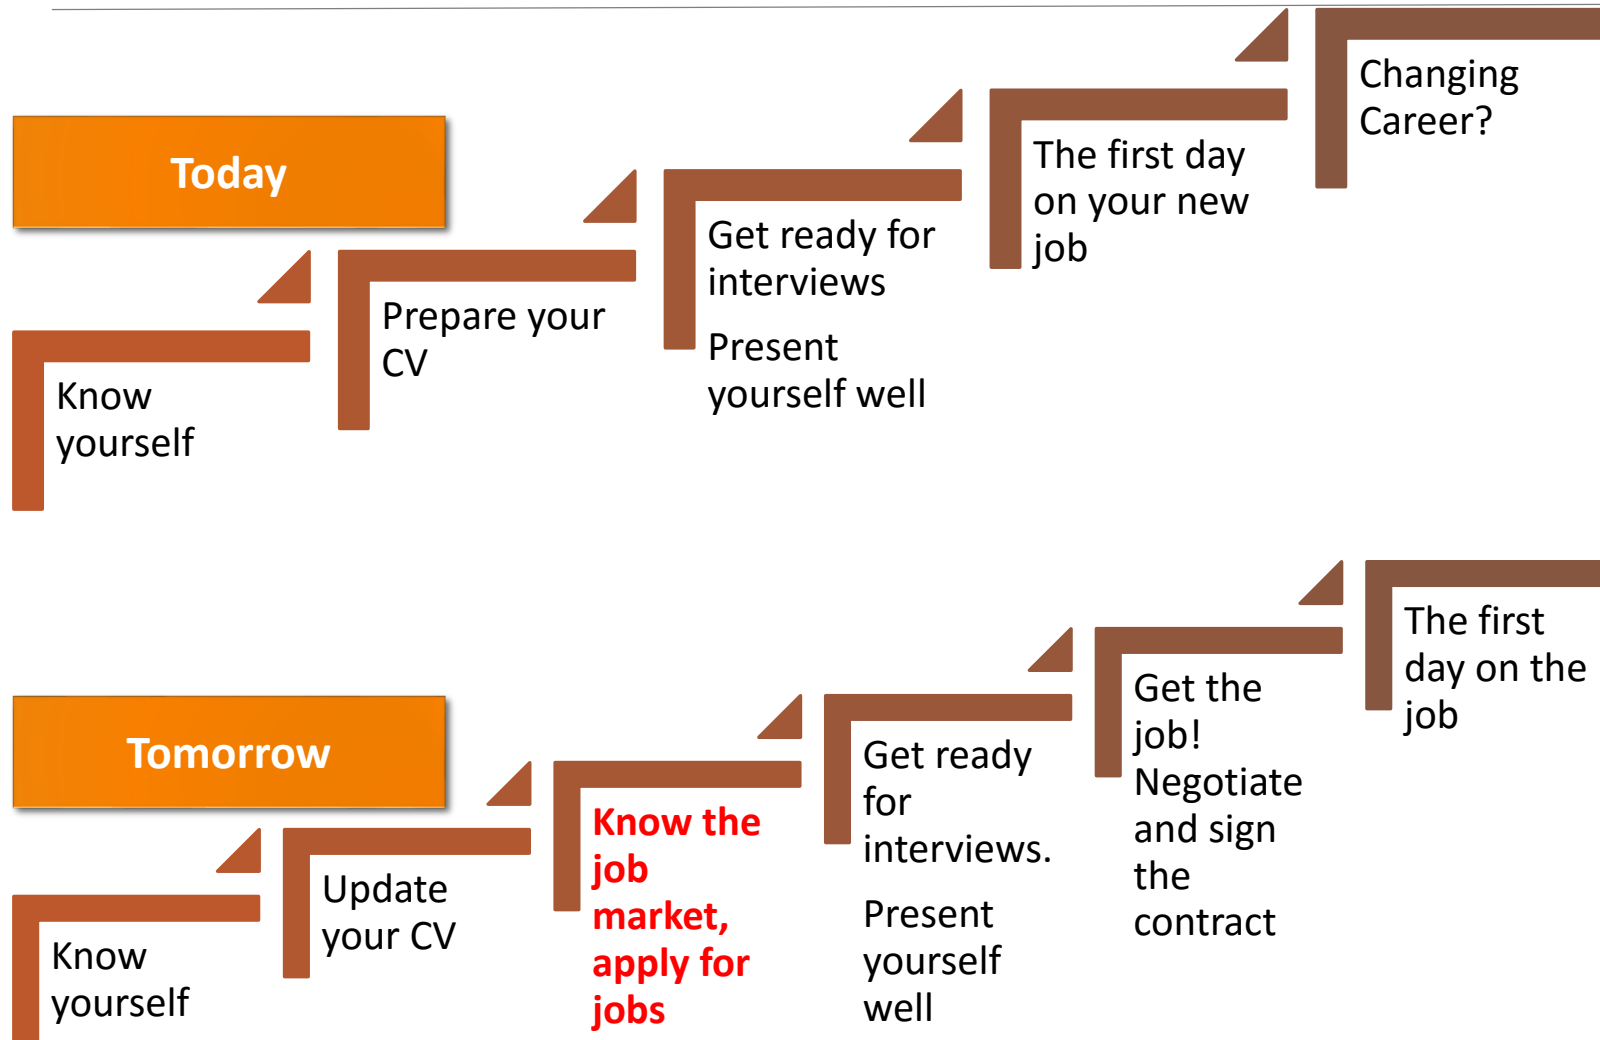 Today
Know
yourself
Prepare your
CV
Get ready for
interviews
Present
yourself well
The first day
on your new
job
Changing
Career?
Tomorrow
Know
yourself
Update
your CV
Know the
job
market,
apply for
jobs
Get ready
for
interviews.
Present
yourself
well
Get the
job!
Negotiate
and sign
the
contract
The first
day on the
job